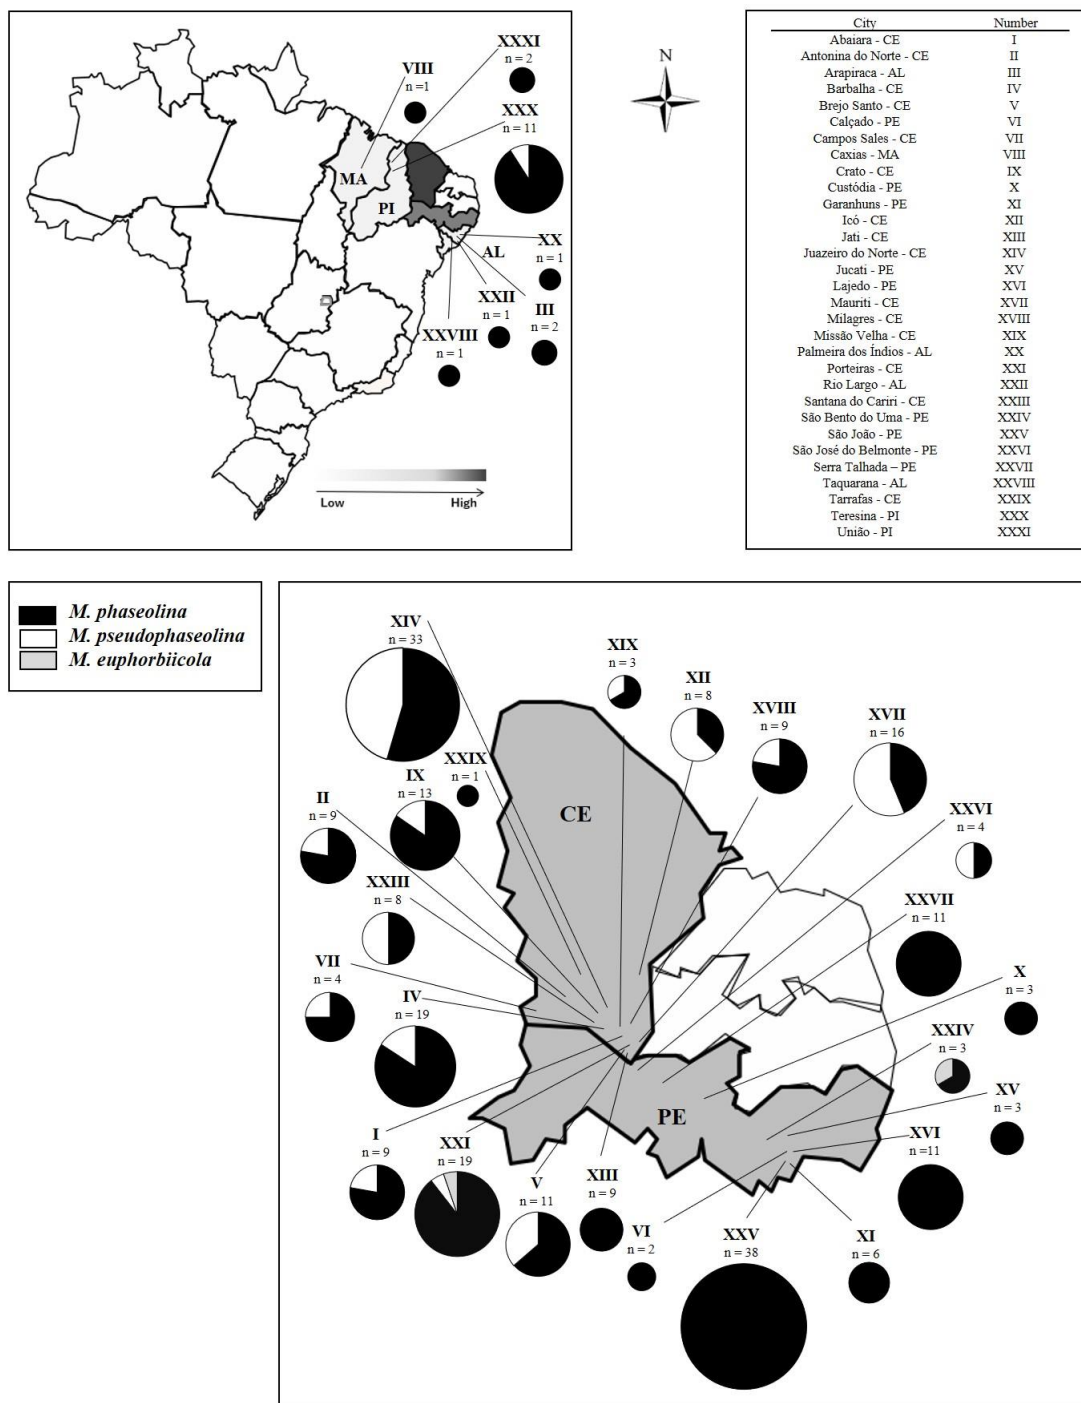 XXXI
n = 2
VIII
n =1
XXX
n = 11
MA
PI
AL
XX
n = 1
XXII
n = 1
III
n = 2
XXVIII
n = 1
Low
High
N
City Number
Abaiara - CE I
Antonina do Norte - CE II
Arapiraca - AL III
Barbalha - CE IV
Brejo Santo - CE V
Calçado - PE VI
Campos Sales - CE VII
Caxias - MA VIII
Crato - CE IX
Custódia - PE X
Garanhuns - PE XI
Icó - CE XII
Jati - CE XIII
Juazeiro do Norte - CE XIV
Jucati - PE XV
Lajedo - PE XVI
Mauriti - CE XVII
Milagres - CE XVIII
Missão Velha - CE XIX
Palmeira dos Índios - AL XX
Porteiras - CE XXI
Rio Largo - AL XXII
Santana do Cariri - CE XXIII
São Bento do Uma - PE XXIV
São João - PE XXV
São José do Belmonte - PE XXVI
Serra Talhada – PE XXVII
Taquarana - AL XXVIII
Tarrafas - CE XXIX
Teresina - PI XXX
União - PI XXXI
M. phaseolina
M. pseudophaseolina
M. euphorbiicola
XIV
n = 33
XIX
n = 3
XII
n = 8
XVIII
n = 9
XVII
n = 16
XXIX
n = 1
IX
n = 13
II
n = 9
CE
XXVI
n = 4
XXIII
n = 8
XXVII
n = 11
VII
n = 4
IV
n = 19
X
n = 3
XXIV
n = 3
PE
XV
n = 3
I
n = 9
XXI
n = 19
V
n = 11
XIII
n = 9
VI
n = 2
XXV
n = 38
XI
n = 6
XVI
n =11